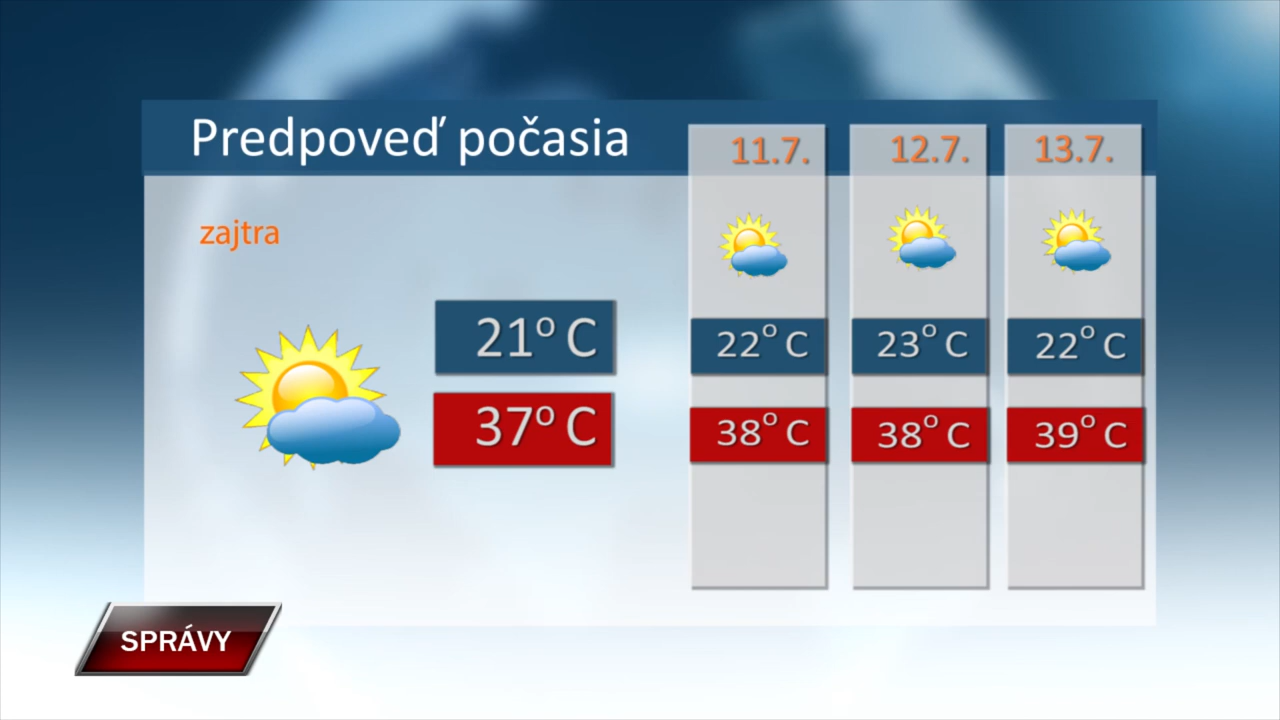 Predpoveď počasia
zajtra
21° C
37° C
11.7.
22° C
38° C
12.7.
23° C
38° C
13.7.
22° C
39° C
SPRÁVY